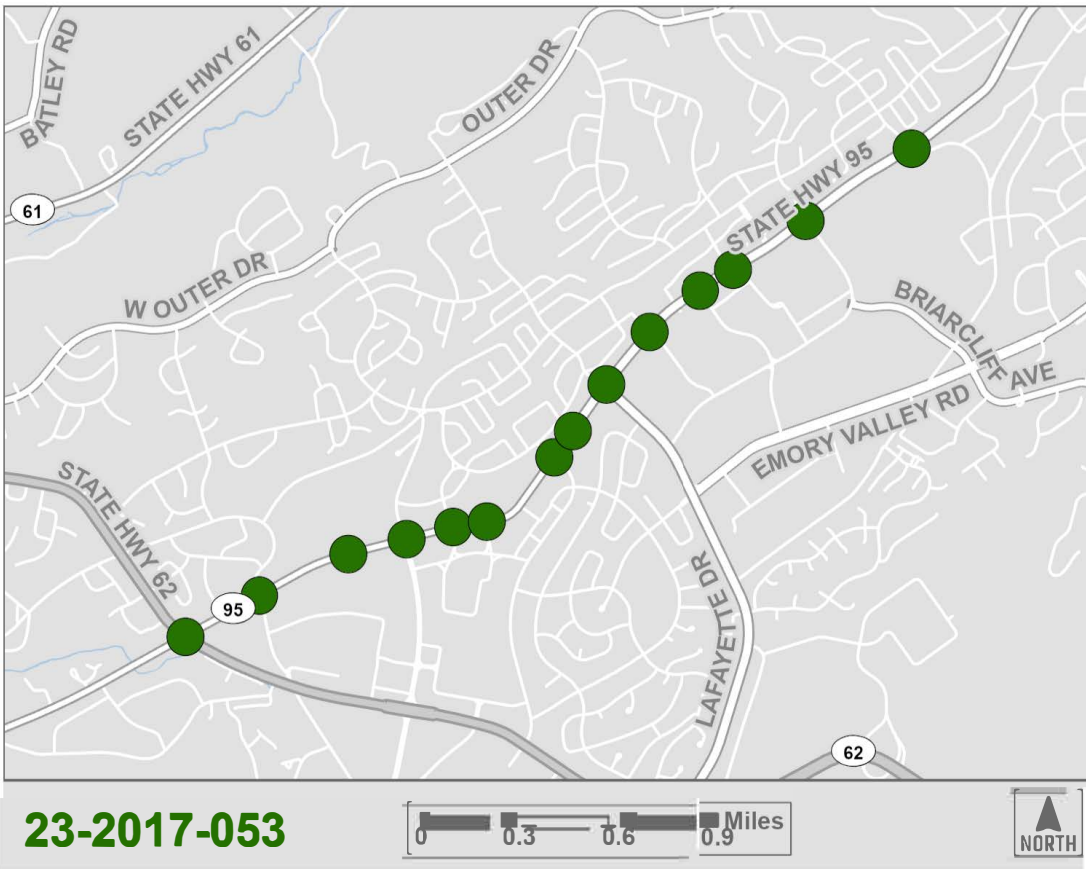 BATLEY RD
STATE HWY 61
OUTER DR
61
STATE HWY 95
W OUTER DR
BRIARCLIFF AVE
EMORY VALLEY RD
STATE HWY 62
95
LAFAYETTE DR
62
23-2017-053
0 0.3 0.6 0.9 Miles
NORTH